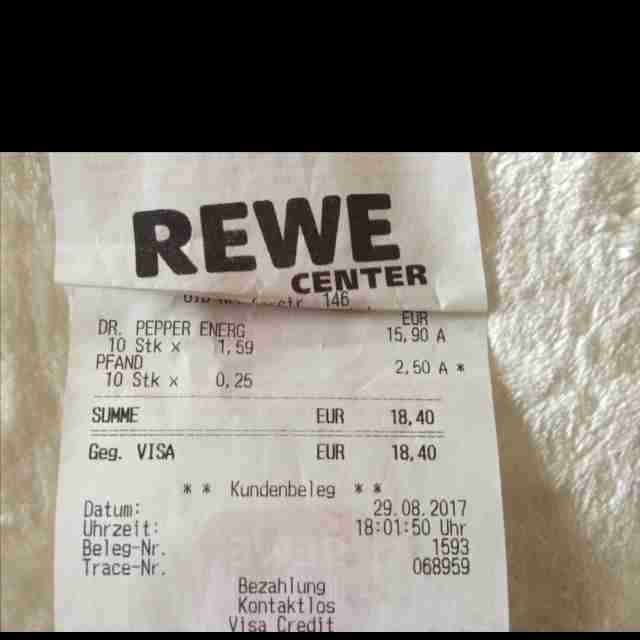 REWE
CENTER
str. 146
EUR
DR. PEPPER ENERG 15,90 A
10 Stk x 1,59
PFAND 2,50 A *
10 Stk x 0,25
SUMME EUR 18,40
Geg. VISA EUR 18,40
* * Kundenbeleg * *
Datum: 29.08.2017
Uhrzeit: 18:01:50 Uhr
Beleg-Nr. 1593
Trace-Nr. 068959
Bezahlung
Kontaktlos
Visa Credit